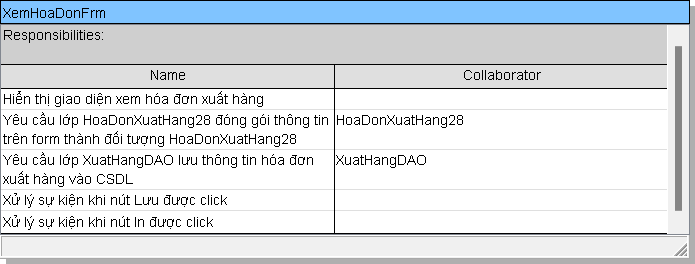 XemHoaDonFrm
Responsibilities:
Name
Collaborator
Hiển thị giao diện xem hóa đơn xuất hàng
Yêu cầu lớp HoaDonXuatHang28 đóng gói thông tin
trên form thành đối tượng HoaDonXuatHang28
HoaDonXuatHang28
Yêu cầu lớp XuatHangDAO lưu thông tin hóa đơn
xuất hàng vào CSDL
XuatHangDAO
Xử lý sự kiện khi nút Lưu được click
Xử lý sự kiện khi nút In được click